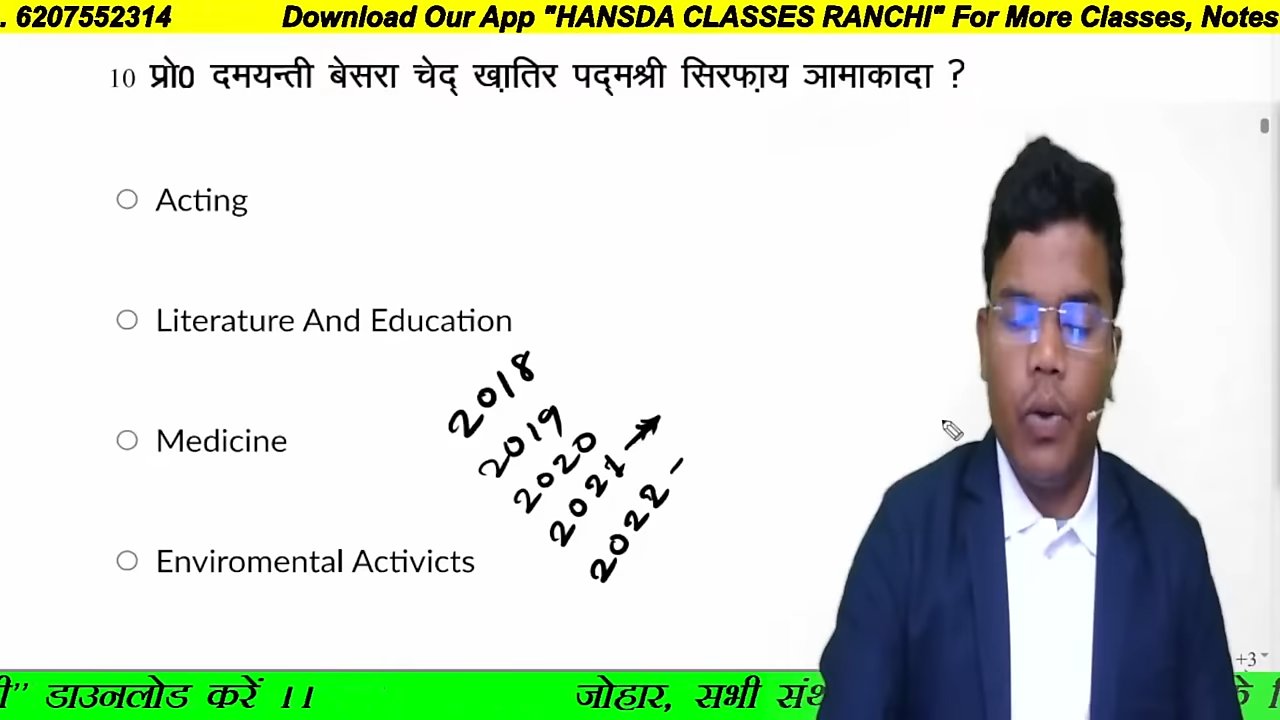 . 6207552314 Download Our App "HANSDA CLASSES RANCHI" For More Classes, Notes
10 प्रो0 दमयन्ती बेसरा चेद् खा़तिर पद्मश्री सिरफा़य ञामाकादा ?
Acting
Literature And Education
Medicine
Enviromental Activicts
2018
2019
2020
2021
2022 -
+3
ी” डाउनलोड करें ।। जोहार, सभी संथ